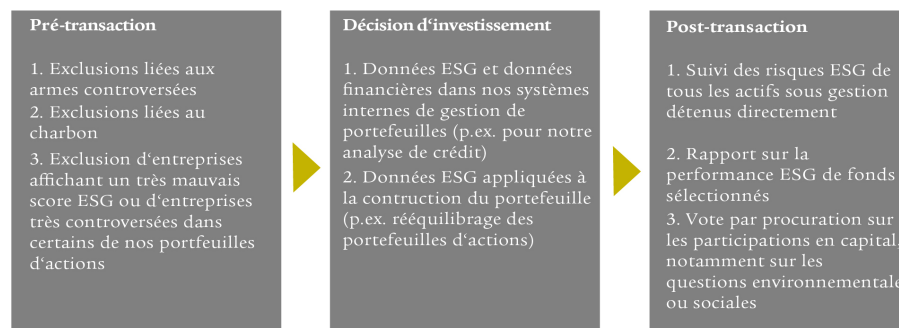 Pré-transaction
1. Exclusions liées aux
armes controversées
2. Exclusions liées au
charbon
3. Exclusion d‘entreprises
affichant un très mauvais
score ESG ou d‘entreprises
très controversées dans
certains de nos portfeuilles
d‘actions
Décision d‘investissement
1. Données ESG et données
financières dans nos systèmes
internes de gestion de
portefeuilles (p.ex. pour notre
analyse de crédit)
2. Données ESG appliquées à
la contruction du portefeuille
(p.ex. rééquilibrage des
portefeuilles d‘actions)
Post-transaction
1. Suivi des risques ESG de
tous les actifs sous gestion
détenus directement
2. Rapport sur la
performance ESG de fonds
sélectionnés
3. Vote par procuration sur
les participations en capital,
notamment sur les
questions environnementale
ou sociales